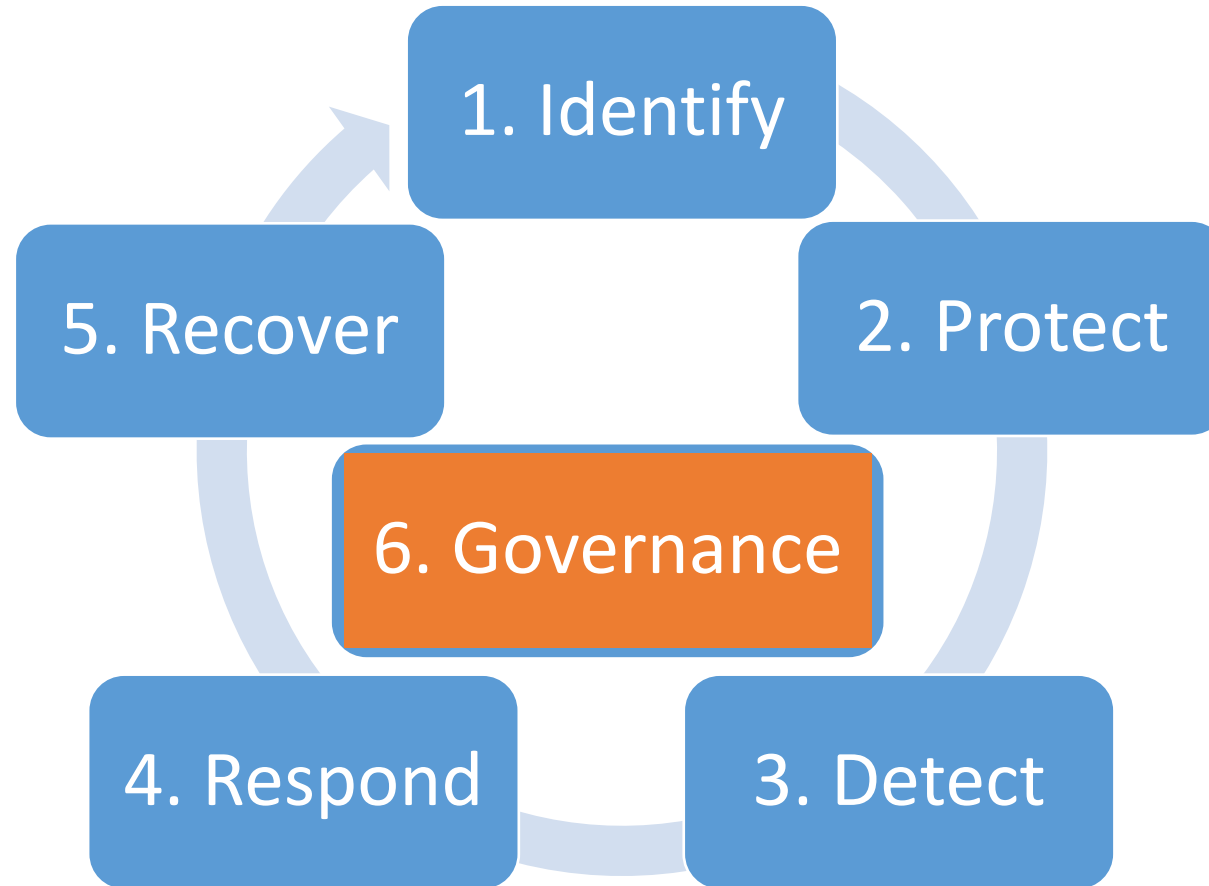 1. Identify
2. Protect
3. Detect
4. Respond
5. Recover
6. Governance